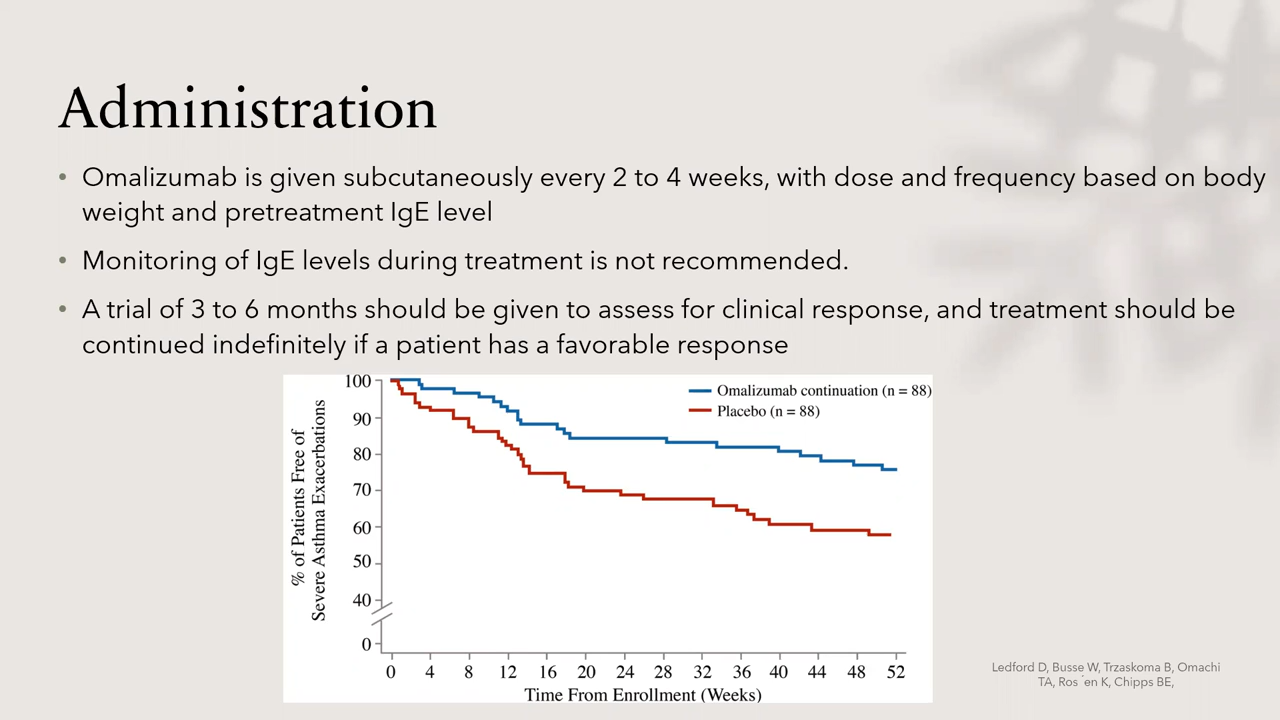 Administration
• Omalizumab is given subcutaneously every 2 to 4 weeks, with dose and frequency based on body
weight and pretreatment IgE level
• Monitoring of IgE levels during treatment is not recommended.
• A trial of 3 to 6 months should be given to assess for clinical response, and treatment should be
continued indefinitely if a patient has a favorable response
% of Patients Free of
Severe Asthma Exacerbations
100
90
80
70
60
50
40
0
Omalizumab continuation (n = 88)
Placebo (n = 88)
0 4 8 12 16 20 24 28 32 36 40 44 48 52
Time From Enrollment (Weeks)
Ledford D, Busse W, Trzaskoma B, Omachi
TA, Ros ´en K, Chipps BE,